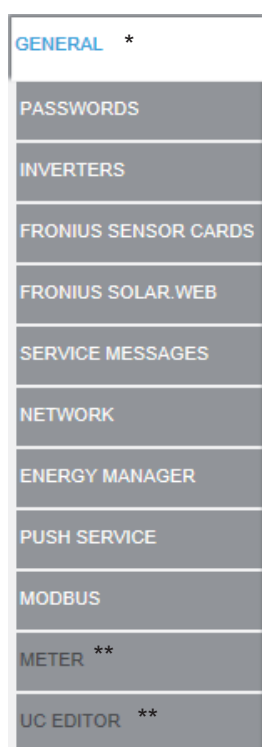 GENERAL *
PASSWORDS
INVERTERS
FRONIUS SENSOR CARDS
FRONIUS SOLAR.WEB
SERVICE MESSAGES
NETWORK
ENERGY MANAGER
PUSH SERVICE
MODBUS
METER **
UC EDITOR **